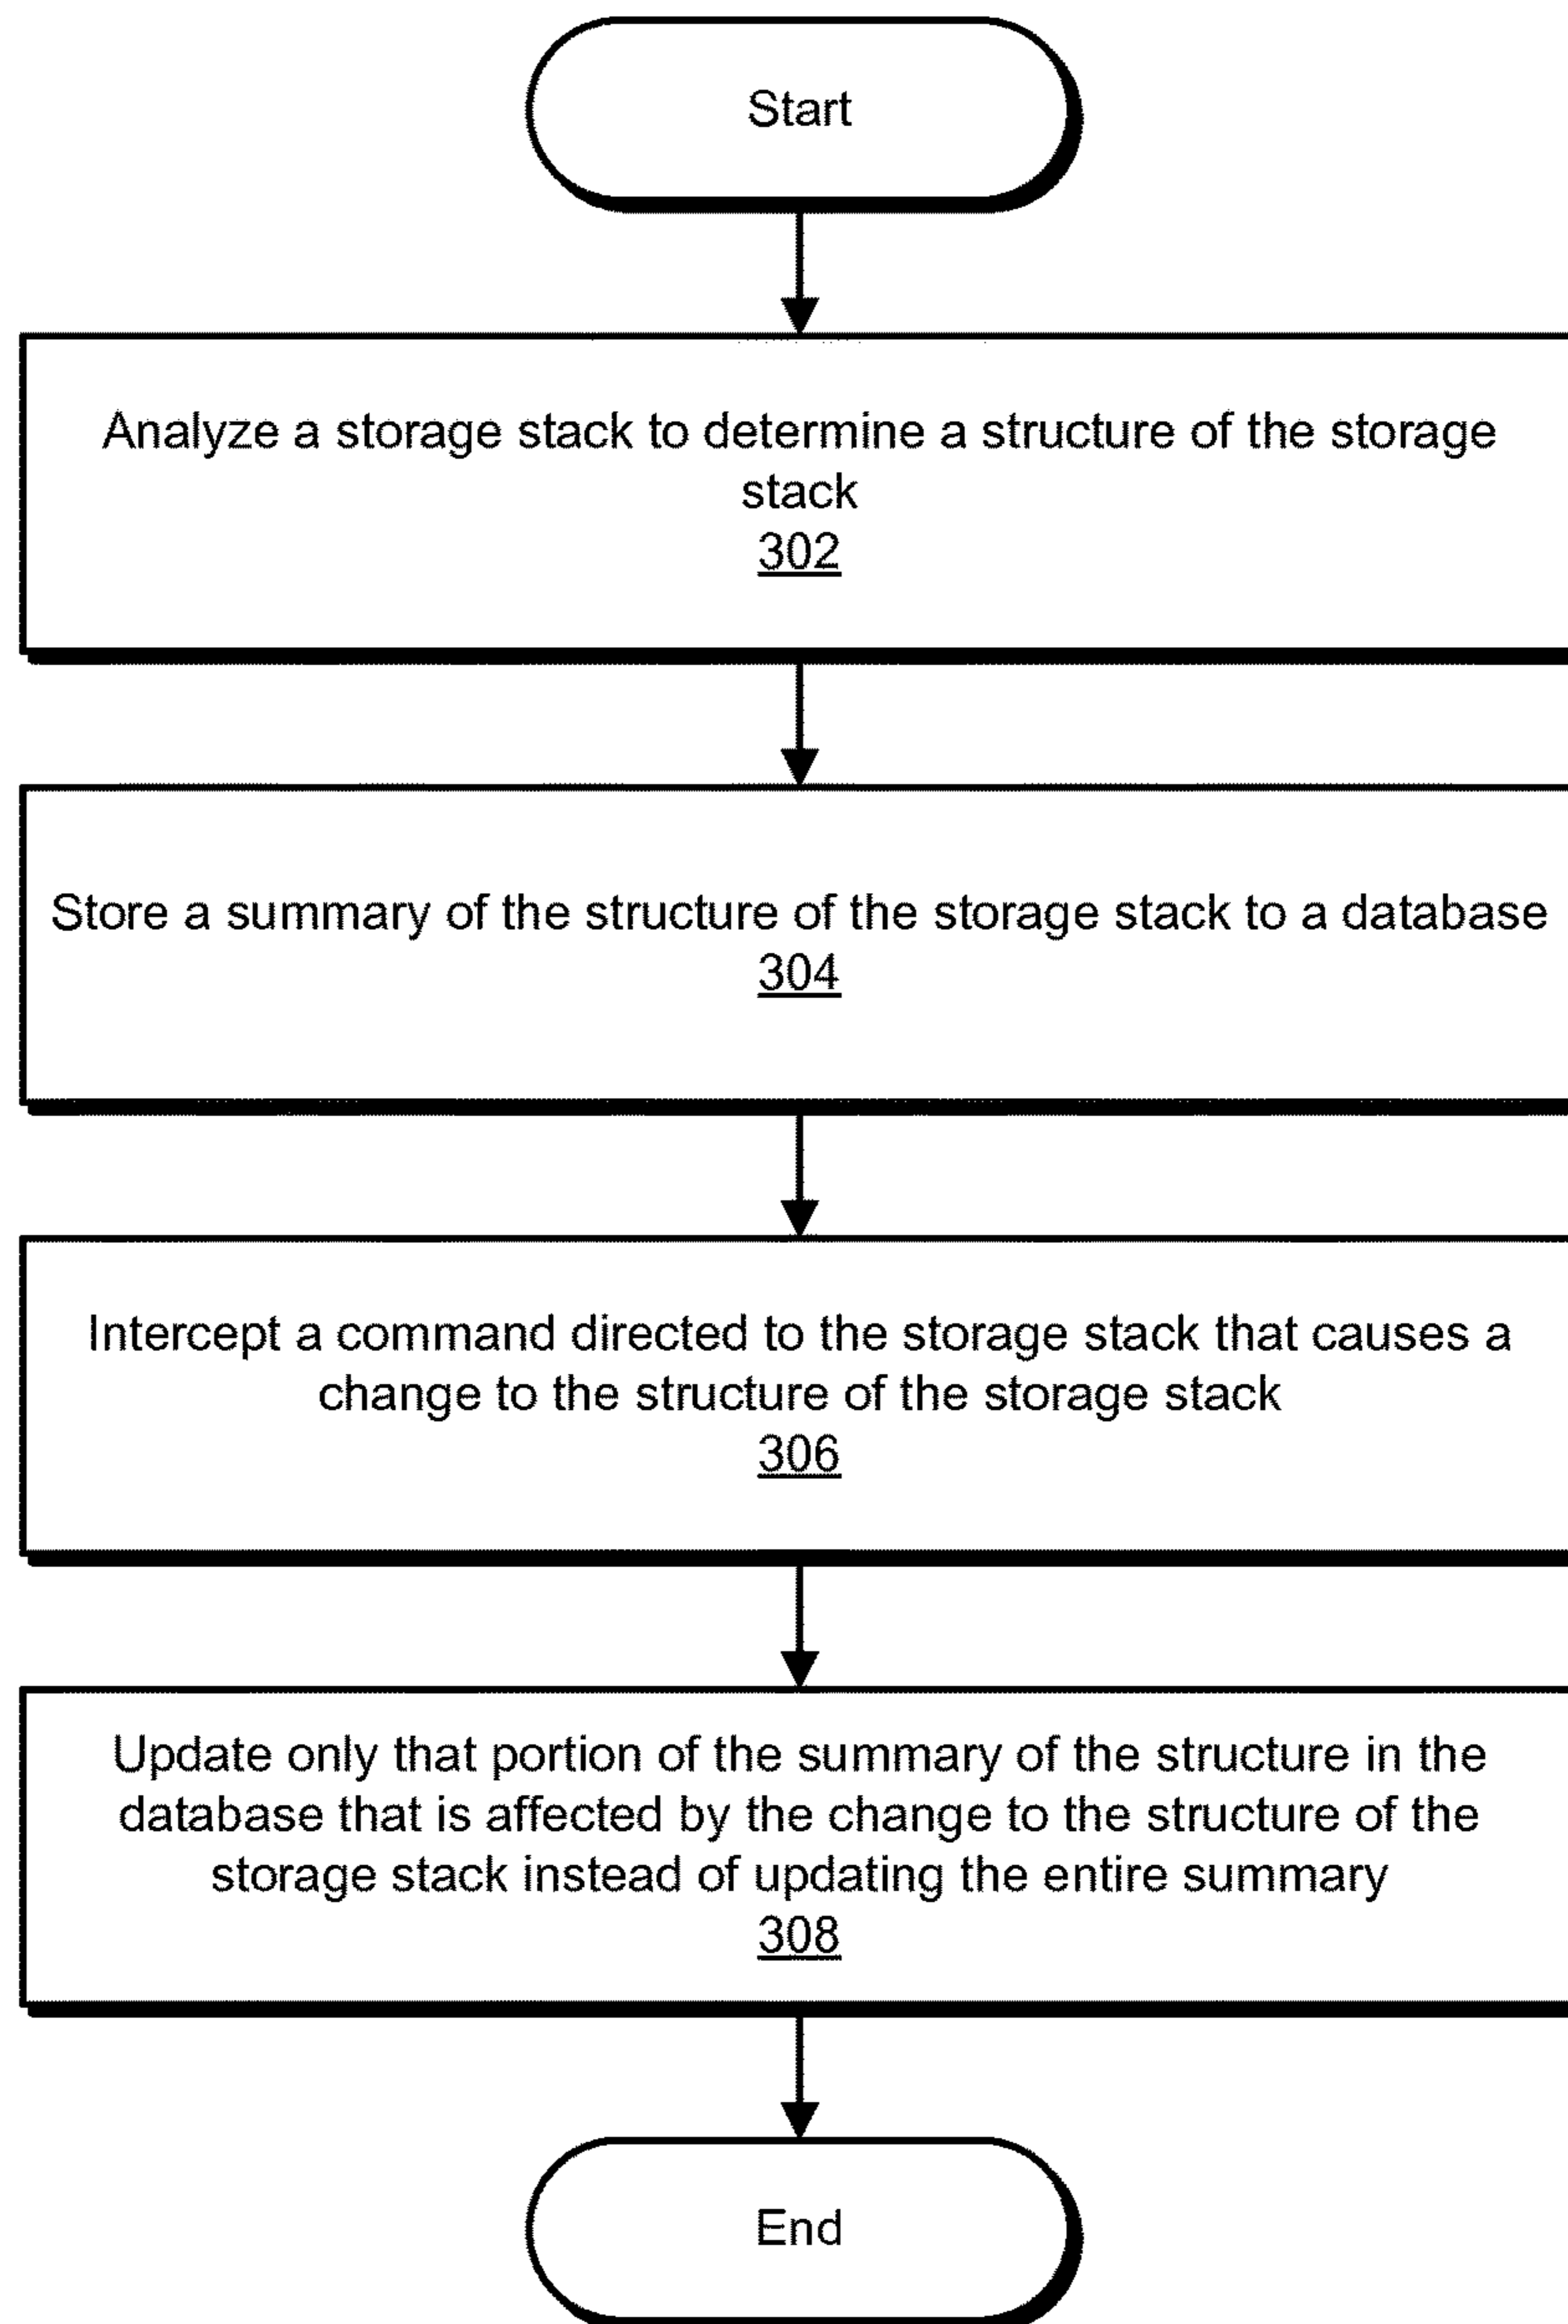 Start
Analyze a storage stack to determine a structure of the storage
stack
302
Store a summary of the structure of the storage stack to a database
304
Intercept a command directed to the storage stack that causes a
change to the structure of the storage stack
306
Update only that portion of the summary of the structure in the
database that is affected by the change to the structure of the
storage stack instead of updating the entire summary
308
End